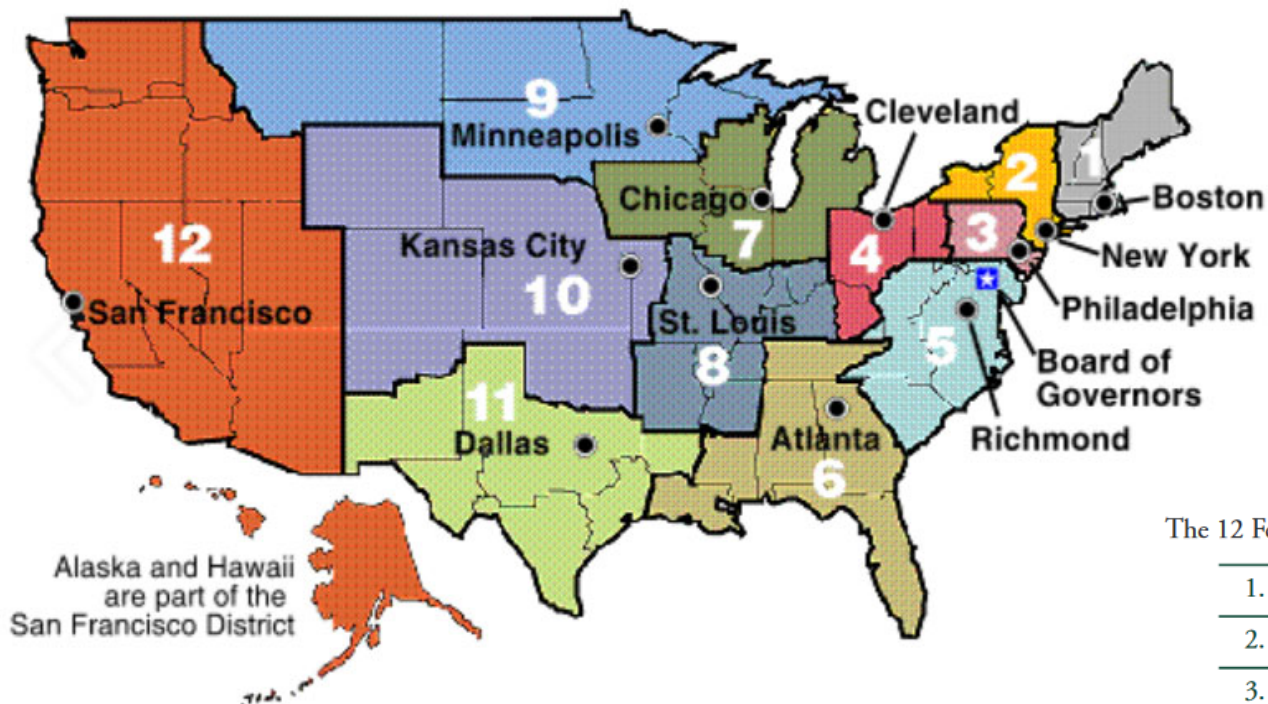 Cleveland
9
Minneapolis
2
1
Chicago
Boston
7
3
12
Kansas City
4
New York
10
San Francisco
Philadelphia
St. Louis
5
8
Board of
Governors
11
Dallas
Atlanta
Richmond
6
Alaska and Hawaii
are part of the
San Francisco District
The 12 F
1.
2.
3.